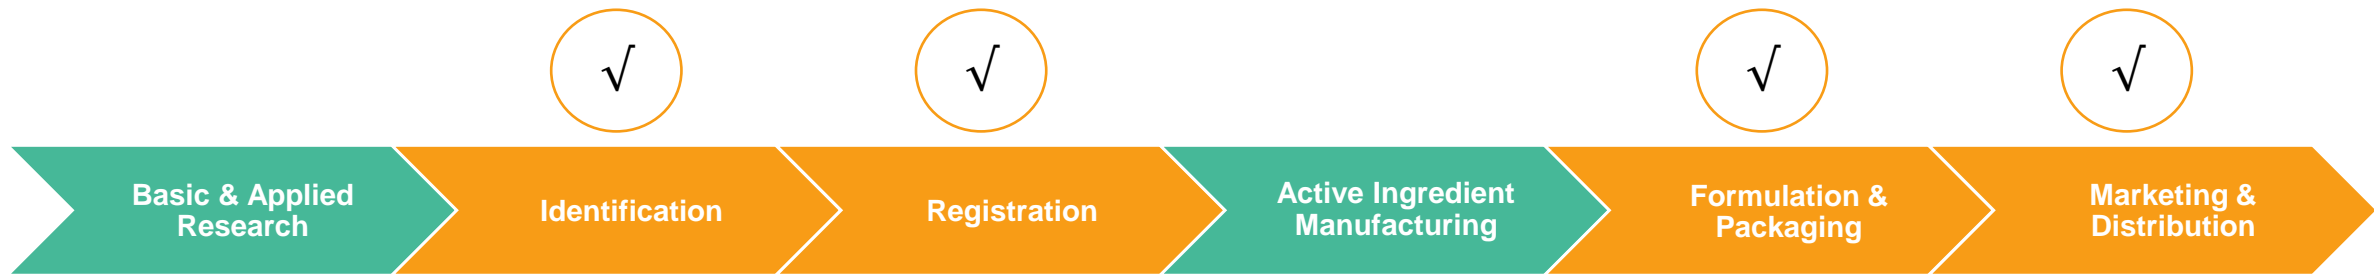 √ √ √ √
Basic & Applied
Research
Identification
Registration
Active Ingredient
Manufacturing
Formulation &
Packaging
Marketing &
Distribution